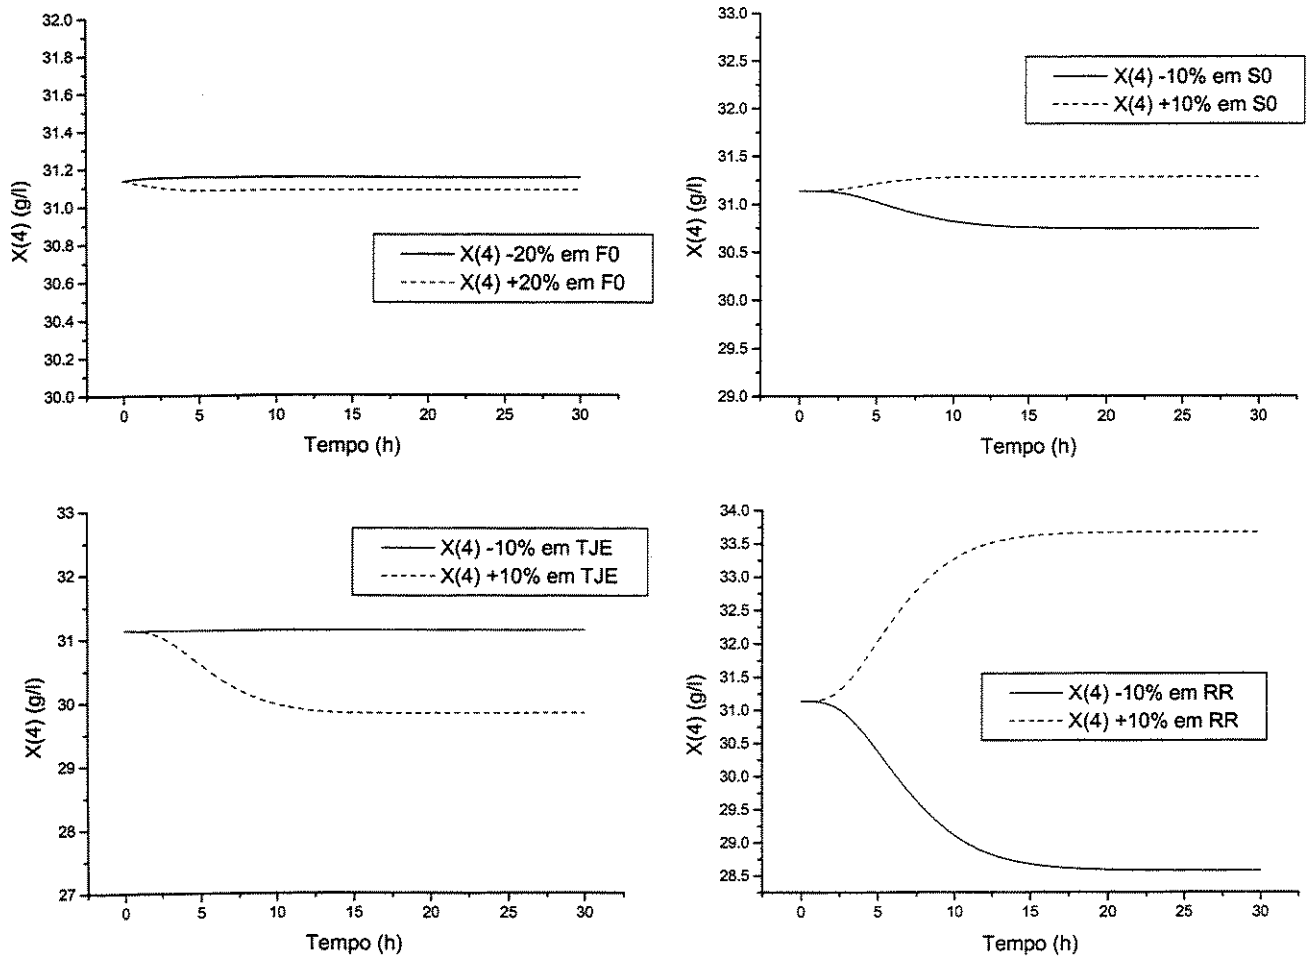 32.0
31.8
31.6
31.4
31.2
31.0
30.8
30.6
30.4
30.2
30.0
X(4) (g/l)
X(4) -20% em F0
X(4) +20% em F0
0 5 10 15 20 25 30
Tempo (h)
33.0
32.5
32.0
31.5
31.0
30.5
30.0
29.5
29.0
X(4) (g/l)
X(4) -10% em S0
X(4) +10% em S0
0 5 10 15 20 25 30
Tempo (h)
33
32
31
30
29
28
27
X(4) (g/l)
X(4) -10% em TJE
X(4) +10% em TJE
0 5 10 15 20 25 30
Tempo (h)
34.0
33.5
33.0
32.5
32.0
31.5
31.0
30.5
30.0
29.5
29.0
28.5
X(4) (g/l)
X(4) -10% em RR
X(4) +10% em RR
0 5 10 15 20 25 30
Tempo (h)